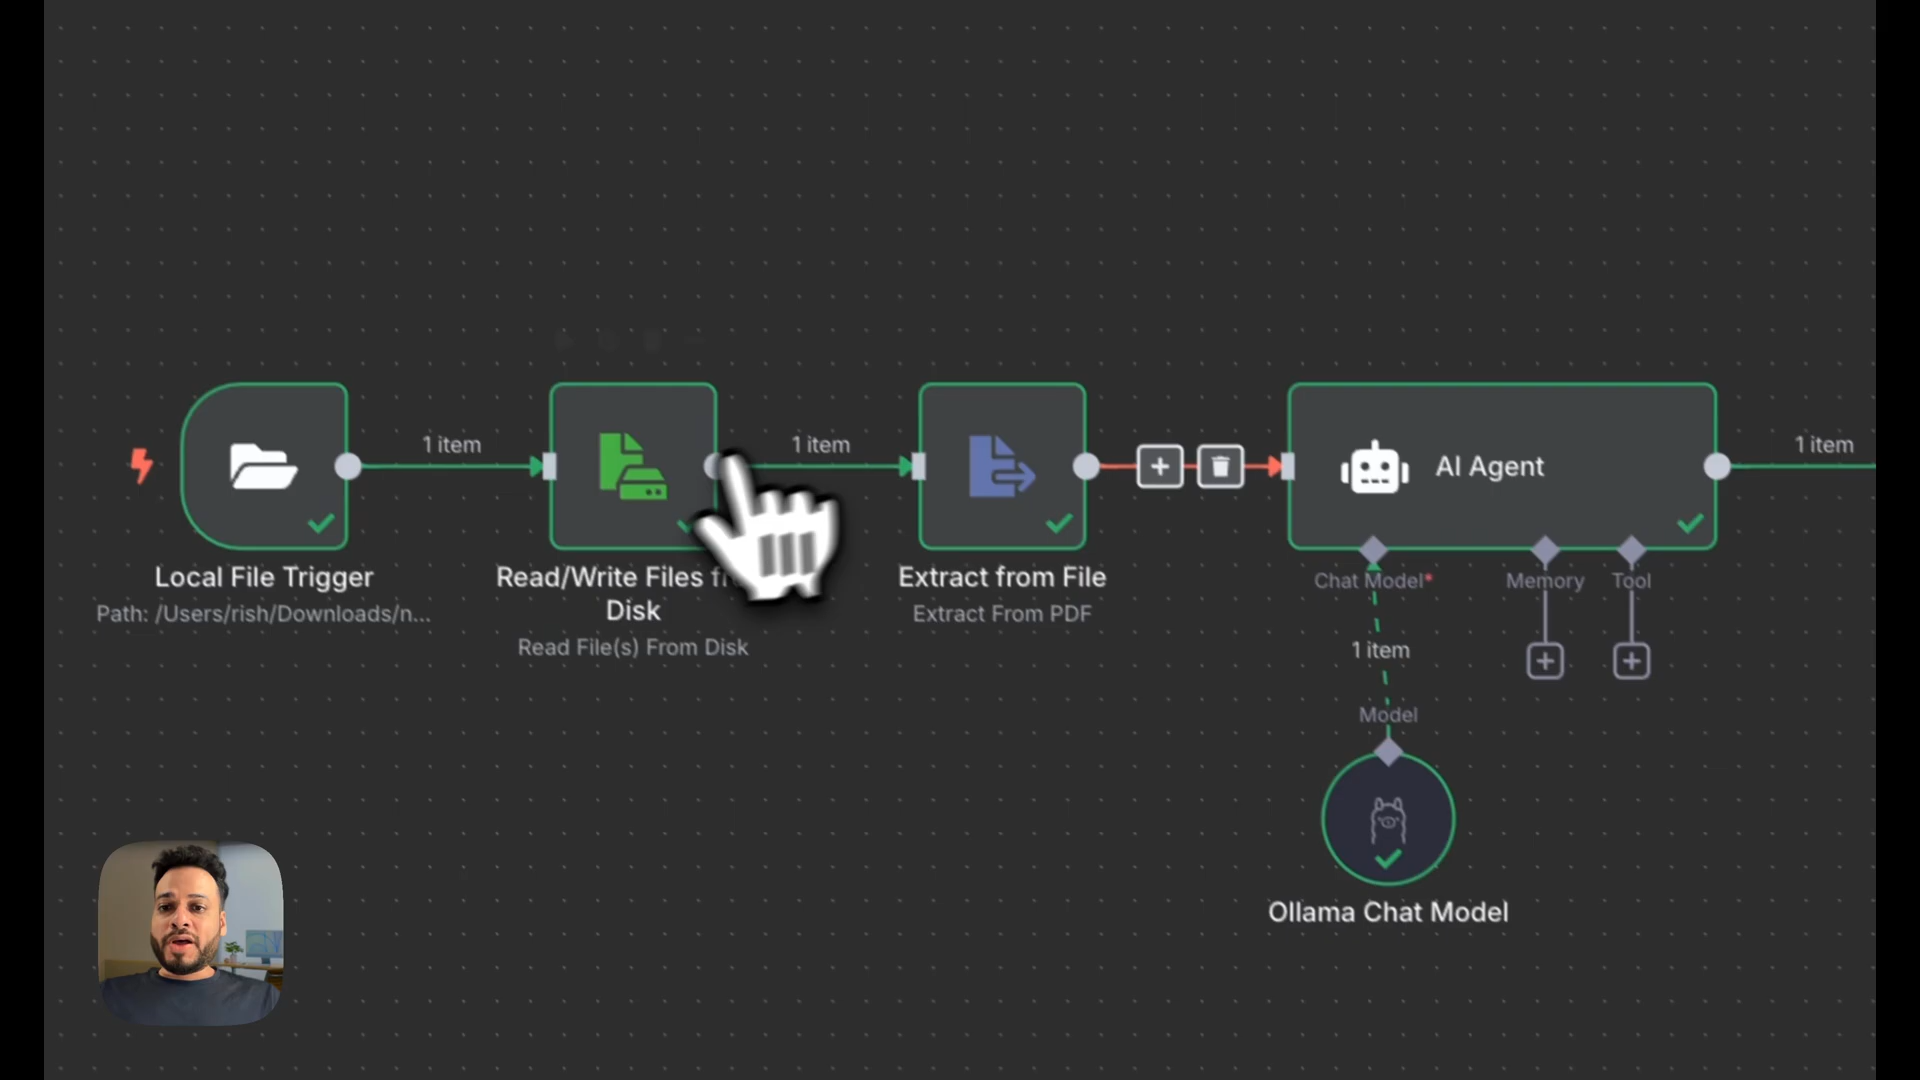 1 item
1 item
1 item
AI Agent
Local File Trigger
Path: /Users/rish/Downloads/n...
Read/Write Files
Disk
Read File(s) From Disk
Extract from File
Extract From PDF
Chat Model*
Memory
Tool
1 item
Model
Ollama Chat Model